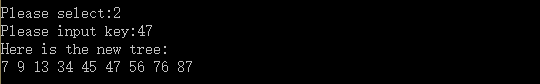 Please select:2
Please input key:47
Here is the new tree:
7 9 13 34 45 47 56 76 87